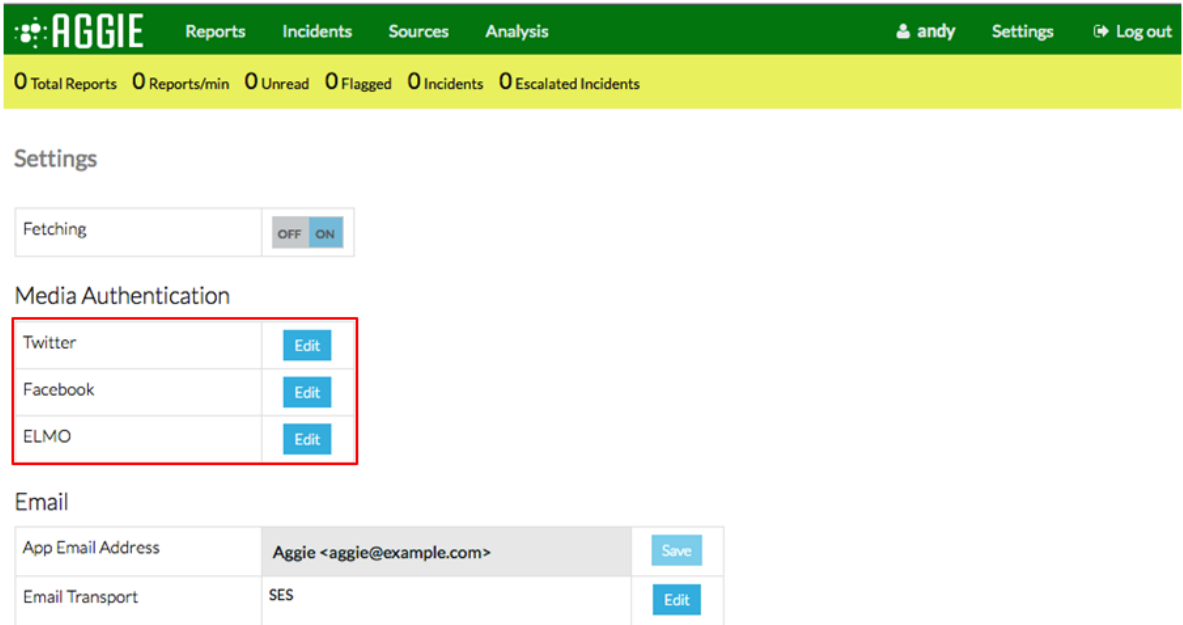 AGGIE Reports Incidents Sources Analysis andy Settings Log out
0 Total Reports 0 Reports/min 0 Unread 0 Flagged 0 Incidents 0 Escalated Incidents
Settings
Fetching OFF ON
Media Authentication
Twitter Edit
Facebook Edit
ELMO Edit
Email
App Email Address Aggie <aggie@example.com> Save
Email Transport SES Edit